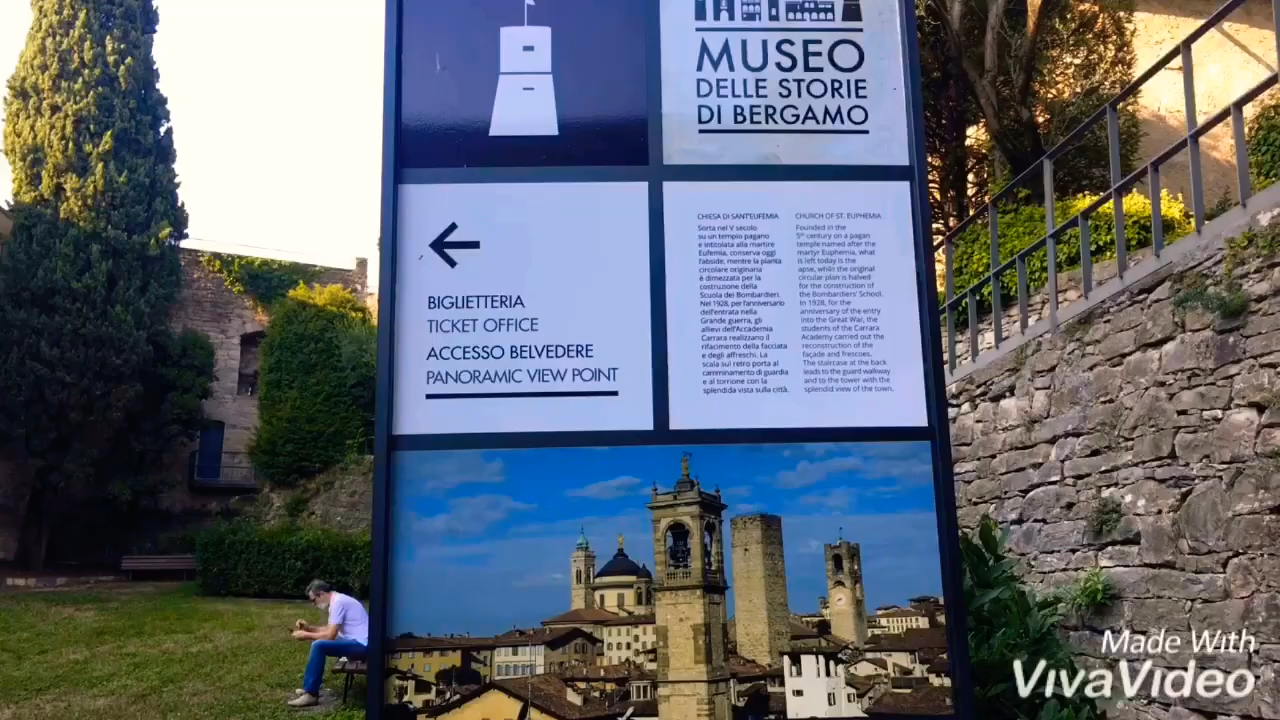 MUSEO
DELLE STORIE
DI BERGAMO
BIGLIETTERIA
TICKET OFFICE
ACCESSO BELVEDERE
PANORAMIC VIEW POINT
CHIESA DI SANT'EUFEMIA
Sorta nel V secolo
su un tempio pagano
e intitolata alla martire
Eufemia, conserva oggi
l'abside, mentre la pianta
circolare originaria
è dimezzata per la
costruzione della
Scuola dei Bombardieri.
Nel 1928, per l'anniversario
dell'entrata nella
Grande guerra, gli
allievi dell'Accademia
Carrara realizzano il
rifacimento della facciata
e degli affreschi. La
scala sul retro porta al
camminamento di guardia
e al torrione con la
splendida vista sulla città.
CHURCH OF ST. EUPHEMIA
Founded in the
5th century on a pagan
temple named after the
martyr Euphemia, what
is left today is the
apse, while the original
circular plan is halved
for the construction of
the Bombardiers' School.
In 1928, for the
anniversary of the entry
into the Great War, the
students of the Carrara
Academy carried out the
reconstruction of the
façade and frescoes.
The staircase at the back
leads to the guard walkway
and to the tower with the
splendid view of the town.
Made With
VivaVideo